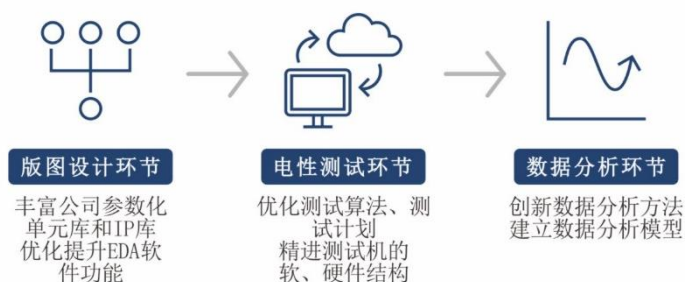 版图设计环节
丰富公司参数化
单元库和IP库
优化提升EDA软
件功能
电性测试环节
优化测试算法、测
试计划
精进测试机的
软、硬件结构
数据分析环节
创新数据分析方法
建立数据分析模型